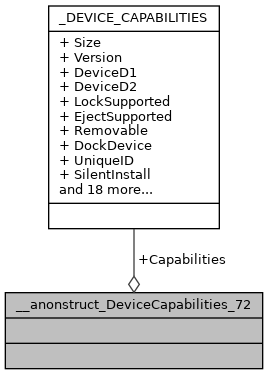 _DEVICE_CAPABILITIES
+ Size
+ Version
+ DeviceD1
+ DeviceD2
+ LockSupported
+ EjectSupported
+ Removable
+ DockDevice
+ UniqueID
+ SilentInstall
and 18 more...
+Capabilities
__anonstruct_DeviceCapabilities_72